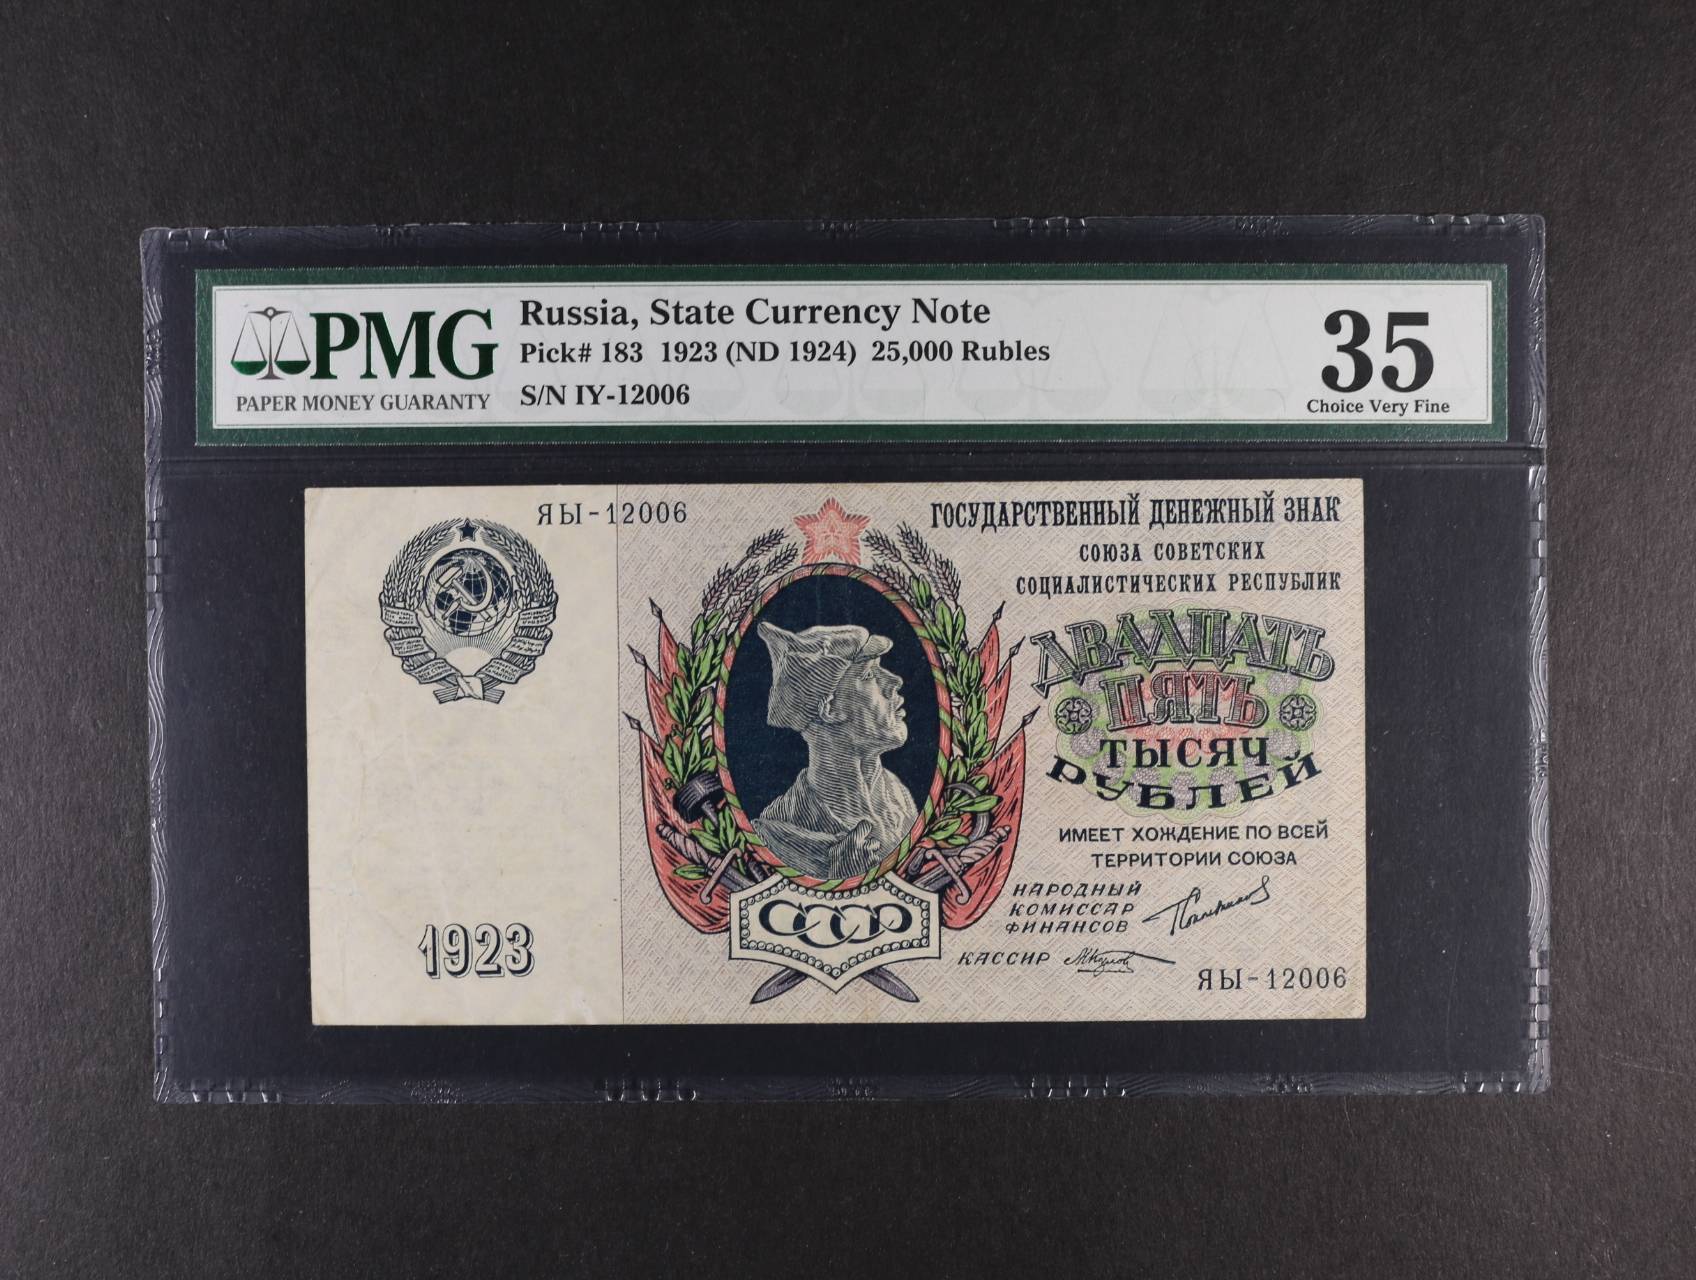 PMG
PAPER MONEY GUARANTY
Russia, State Currency Note
Pick# 183 1923 (ND 1924) 25,000 Rubles
S/N IY-12006
35
Choice Very Fine
ЯЫ-12006
ГОСУДАРСТВЕННЫЙ ДЕНЕЖНЫЙ ЗНАК
СОЮЗА СОВЕТСКИХ
СОЦИАЛИСТИЧЕСКИХ РЕСПУБЛИК
ДВАДЦАТЬ
ПЯТЬ
ТЫСЯЧ
РУБЛЕЙ
ИМЕЕТ ХОЖДЕНИЕ ПО ВСЕЙ
ТЕРРИТОРИИ СОЮЗА
НАРОДНЫЙ
КОМИССАР
ФИНАНСОВ
КАССИР
ЯЫ-12006
1923
СССР